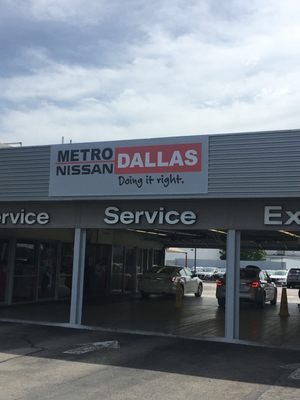 METRO
NISSAN
DALLAS
Doing it right.
ervice
Service
Ex